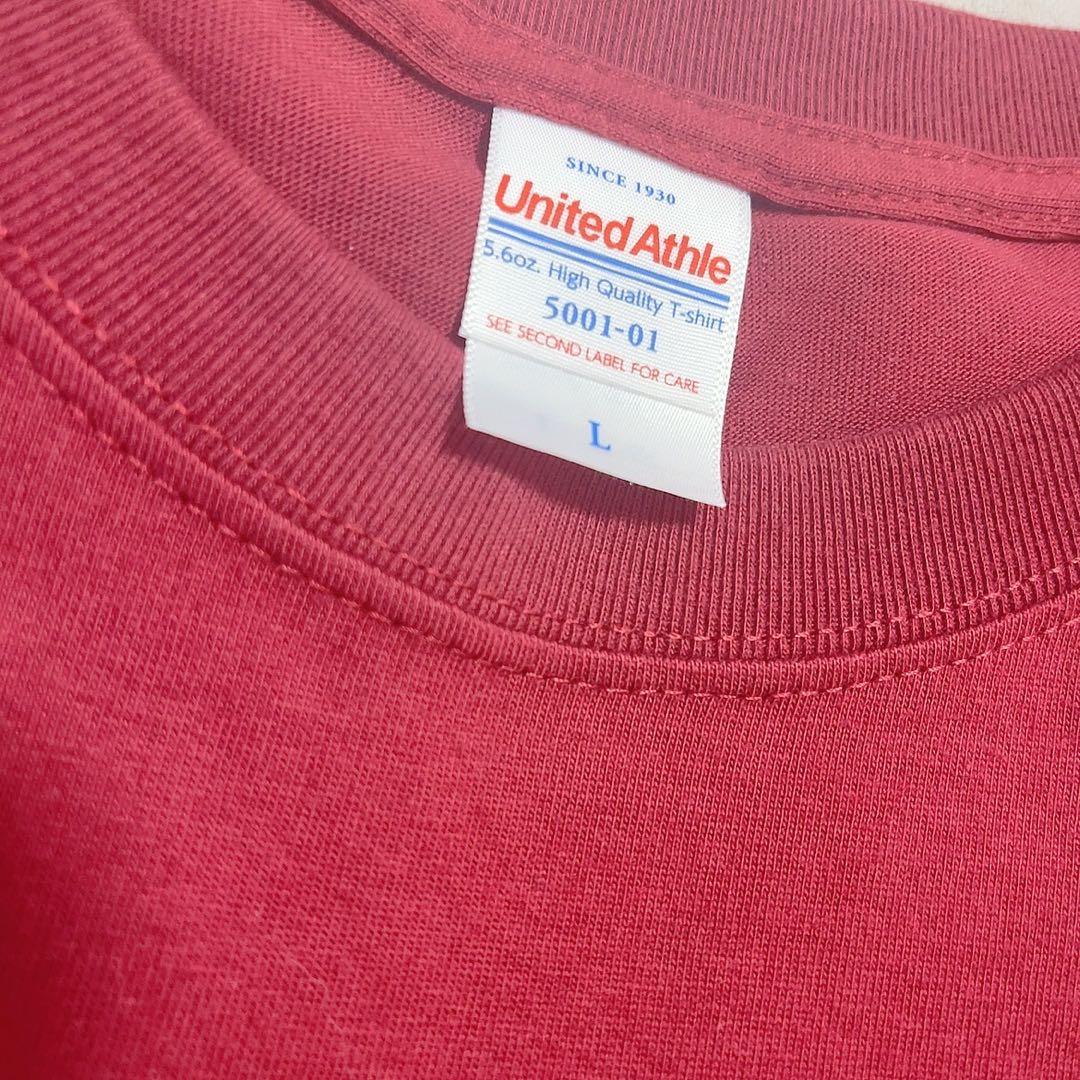 SINCE 1930
United Athle
5.6oz. High Quality T-shirt
5001-01
SEE SECOND LABEL FOR CARE
L